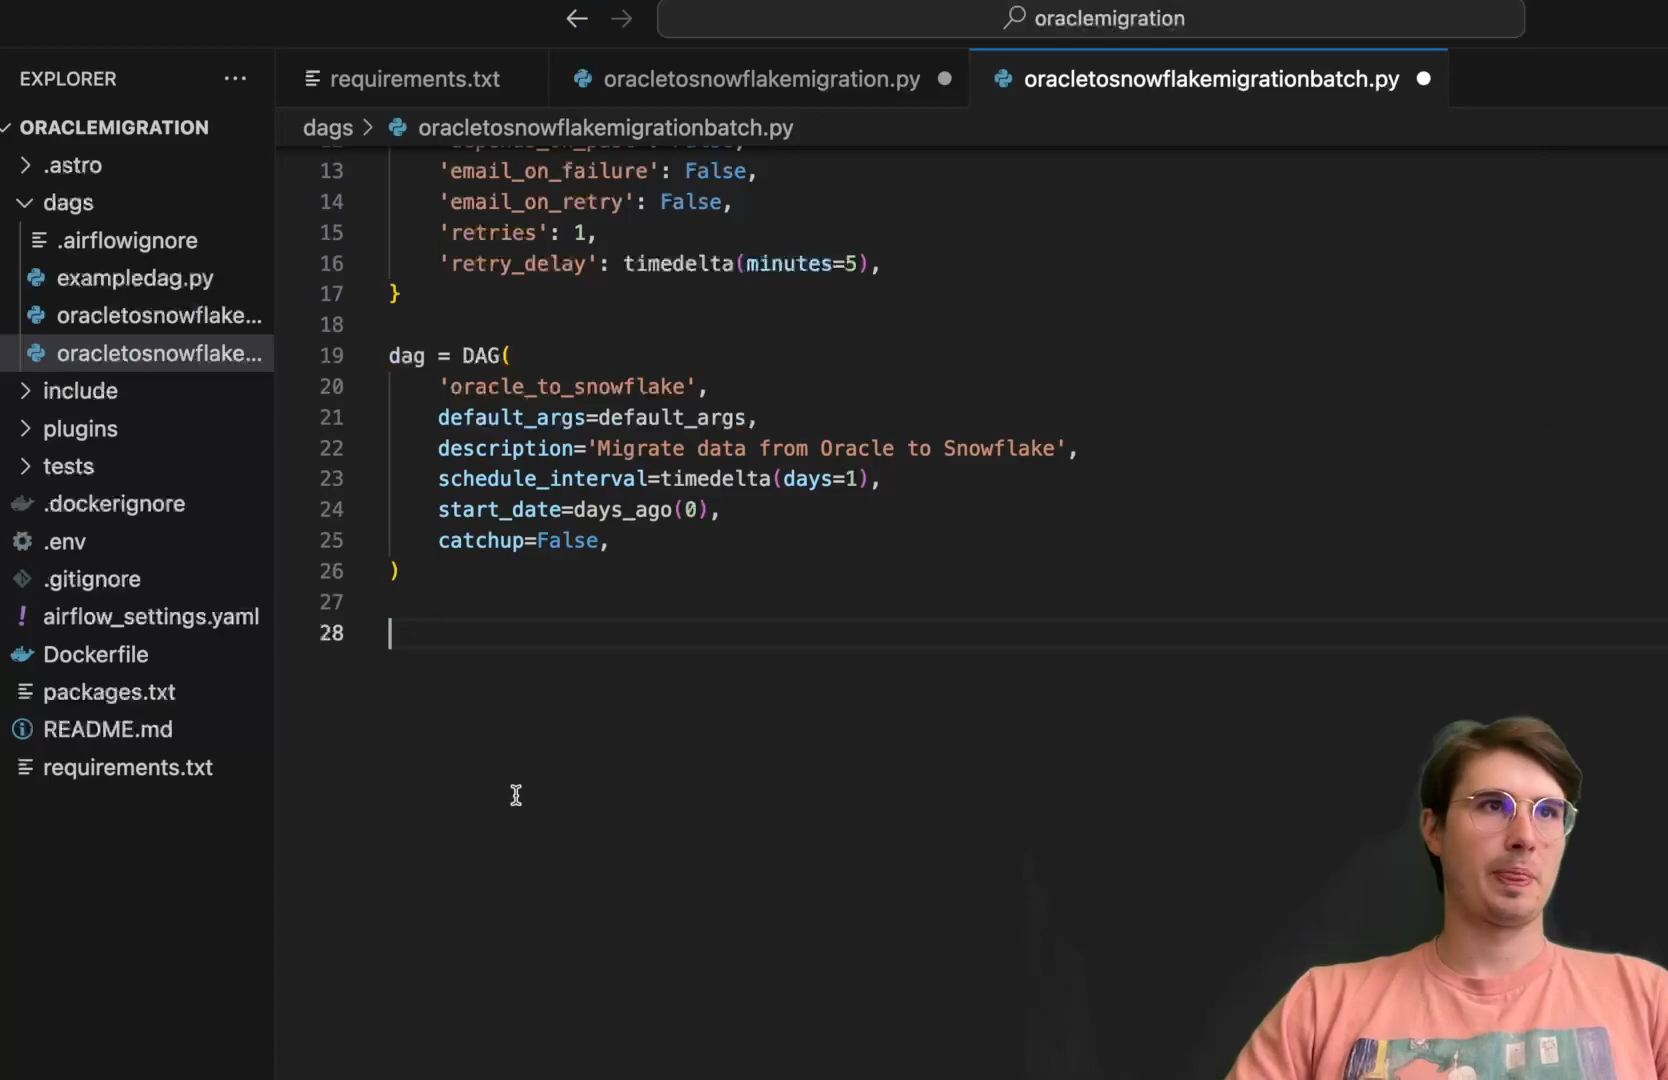 oraclemigration
EXPLORER
requirements.txt
oracletosnowflakemigration.py
oracletosnowflakemigrationbatch.py
ORACLEMIGRATION
dags > oracletosnowflakemigrationbatch.py
.astro
dags
.airflowignore
exampledag.py
oracletosnowflake...
oracletosnowflake...
include
plugins
tests
.dockerignore
.env
.gitignore
airflow_settings.yaml
Dockerfile
packages.txt
README.md
requirements.txt
13 'email_on_failure': False,
14 'email_on_retry': False,
15 'retries': 1,
16 'retry_delay': timedelta(minutes=5),
17 }
18
19 dag = DAG(
20 'oracle_to_snowflake',
21 default_args=default_args,
22 description='Migrate data from Oracle to Snowflake',
23 schedule_interval=timedelta(days=1),
24 start_date=days_ago(0),
25 catchup=False,
26 )
27
28